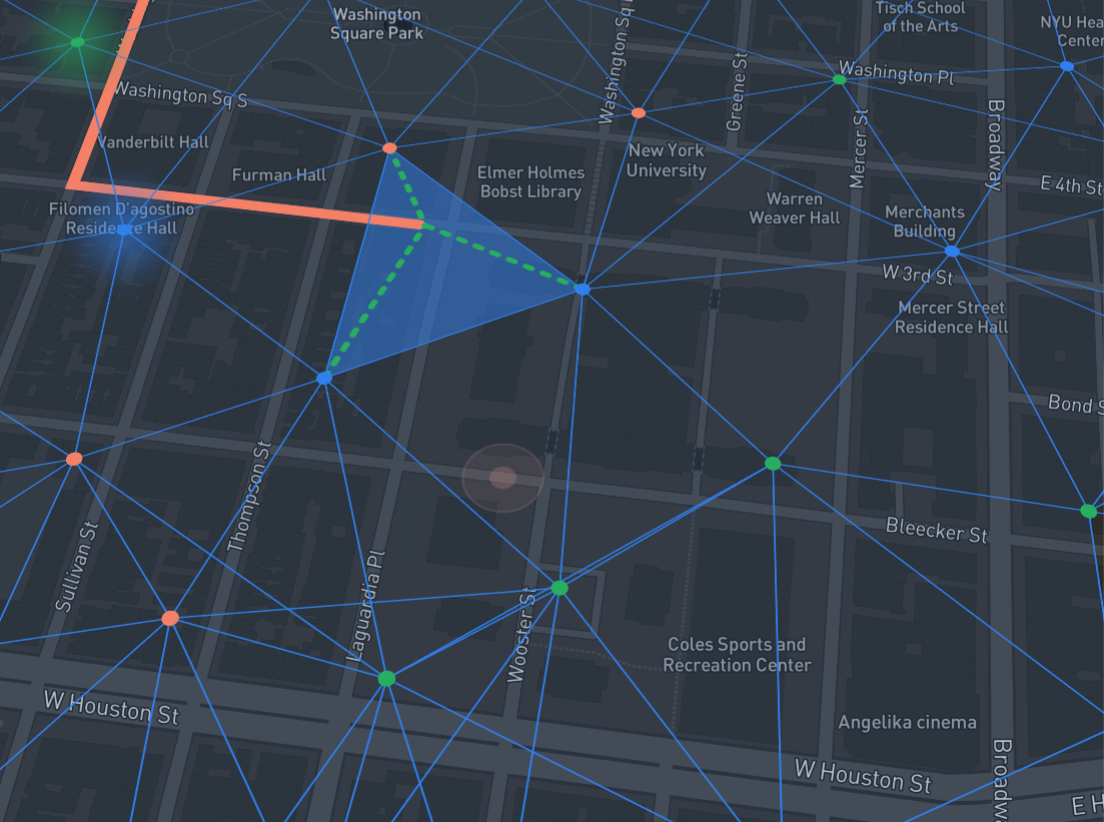 Washington
Square Park
Tisch School
of the Arts
NYU Hea
Center
Washington Sq
Greene St
Washington Pl
Washington Sq S
Mercer St
Broadway
Vanderbilt Hall
Furman Hall
Elmer Holmes
Bobst Library
New York
University
E 4th St
Filomen D'agostino
Residence Hall
Warren
Weaver Hall
Merchants
Building
W 3rd St
Mercer Street
Residence Hall
Bond S
Thompson St
Bleecker St
Sullivan St
Laguardia Pl
Wooster St
Coles Sports and
Recreation Center
W Houston St
Angelika cinema
W Houston St
Broadw
E H